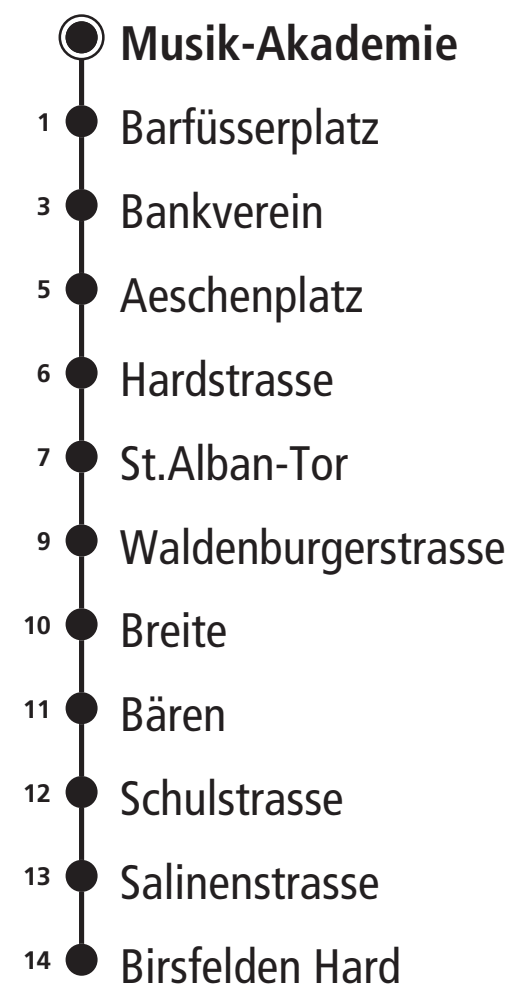 Musik-Akademie
1 Barfüsserplatz
3 Bankverein
5 Aeschenplatz
6 Hardstrasse
7 St.Alban-Tor
9 Waldenburgerstrasse
10 Breite
11 Bären
12 Schulstrasse
13 Salinenstrasse
14 Birsfelden Hard